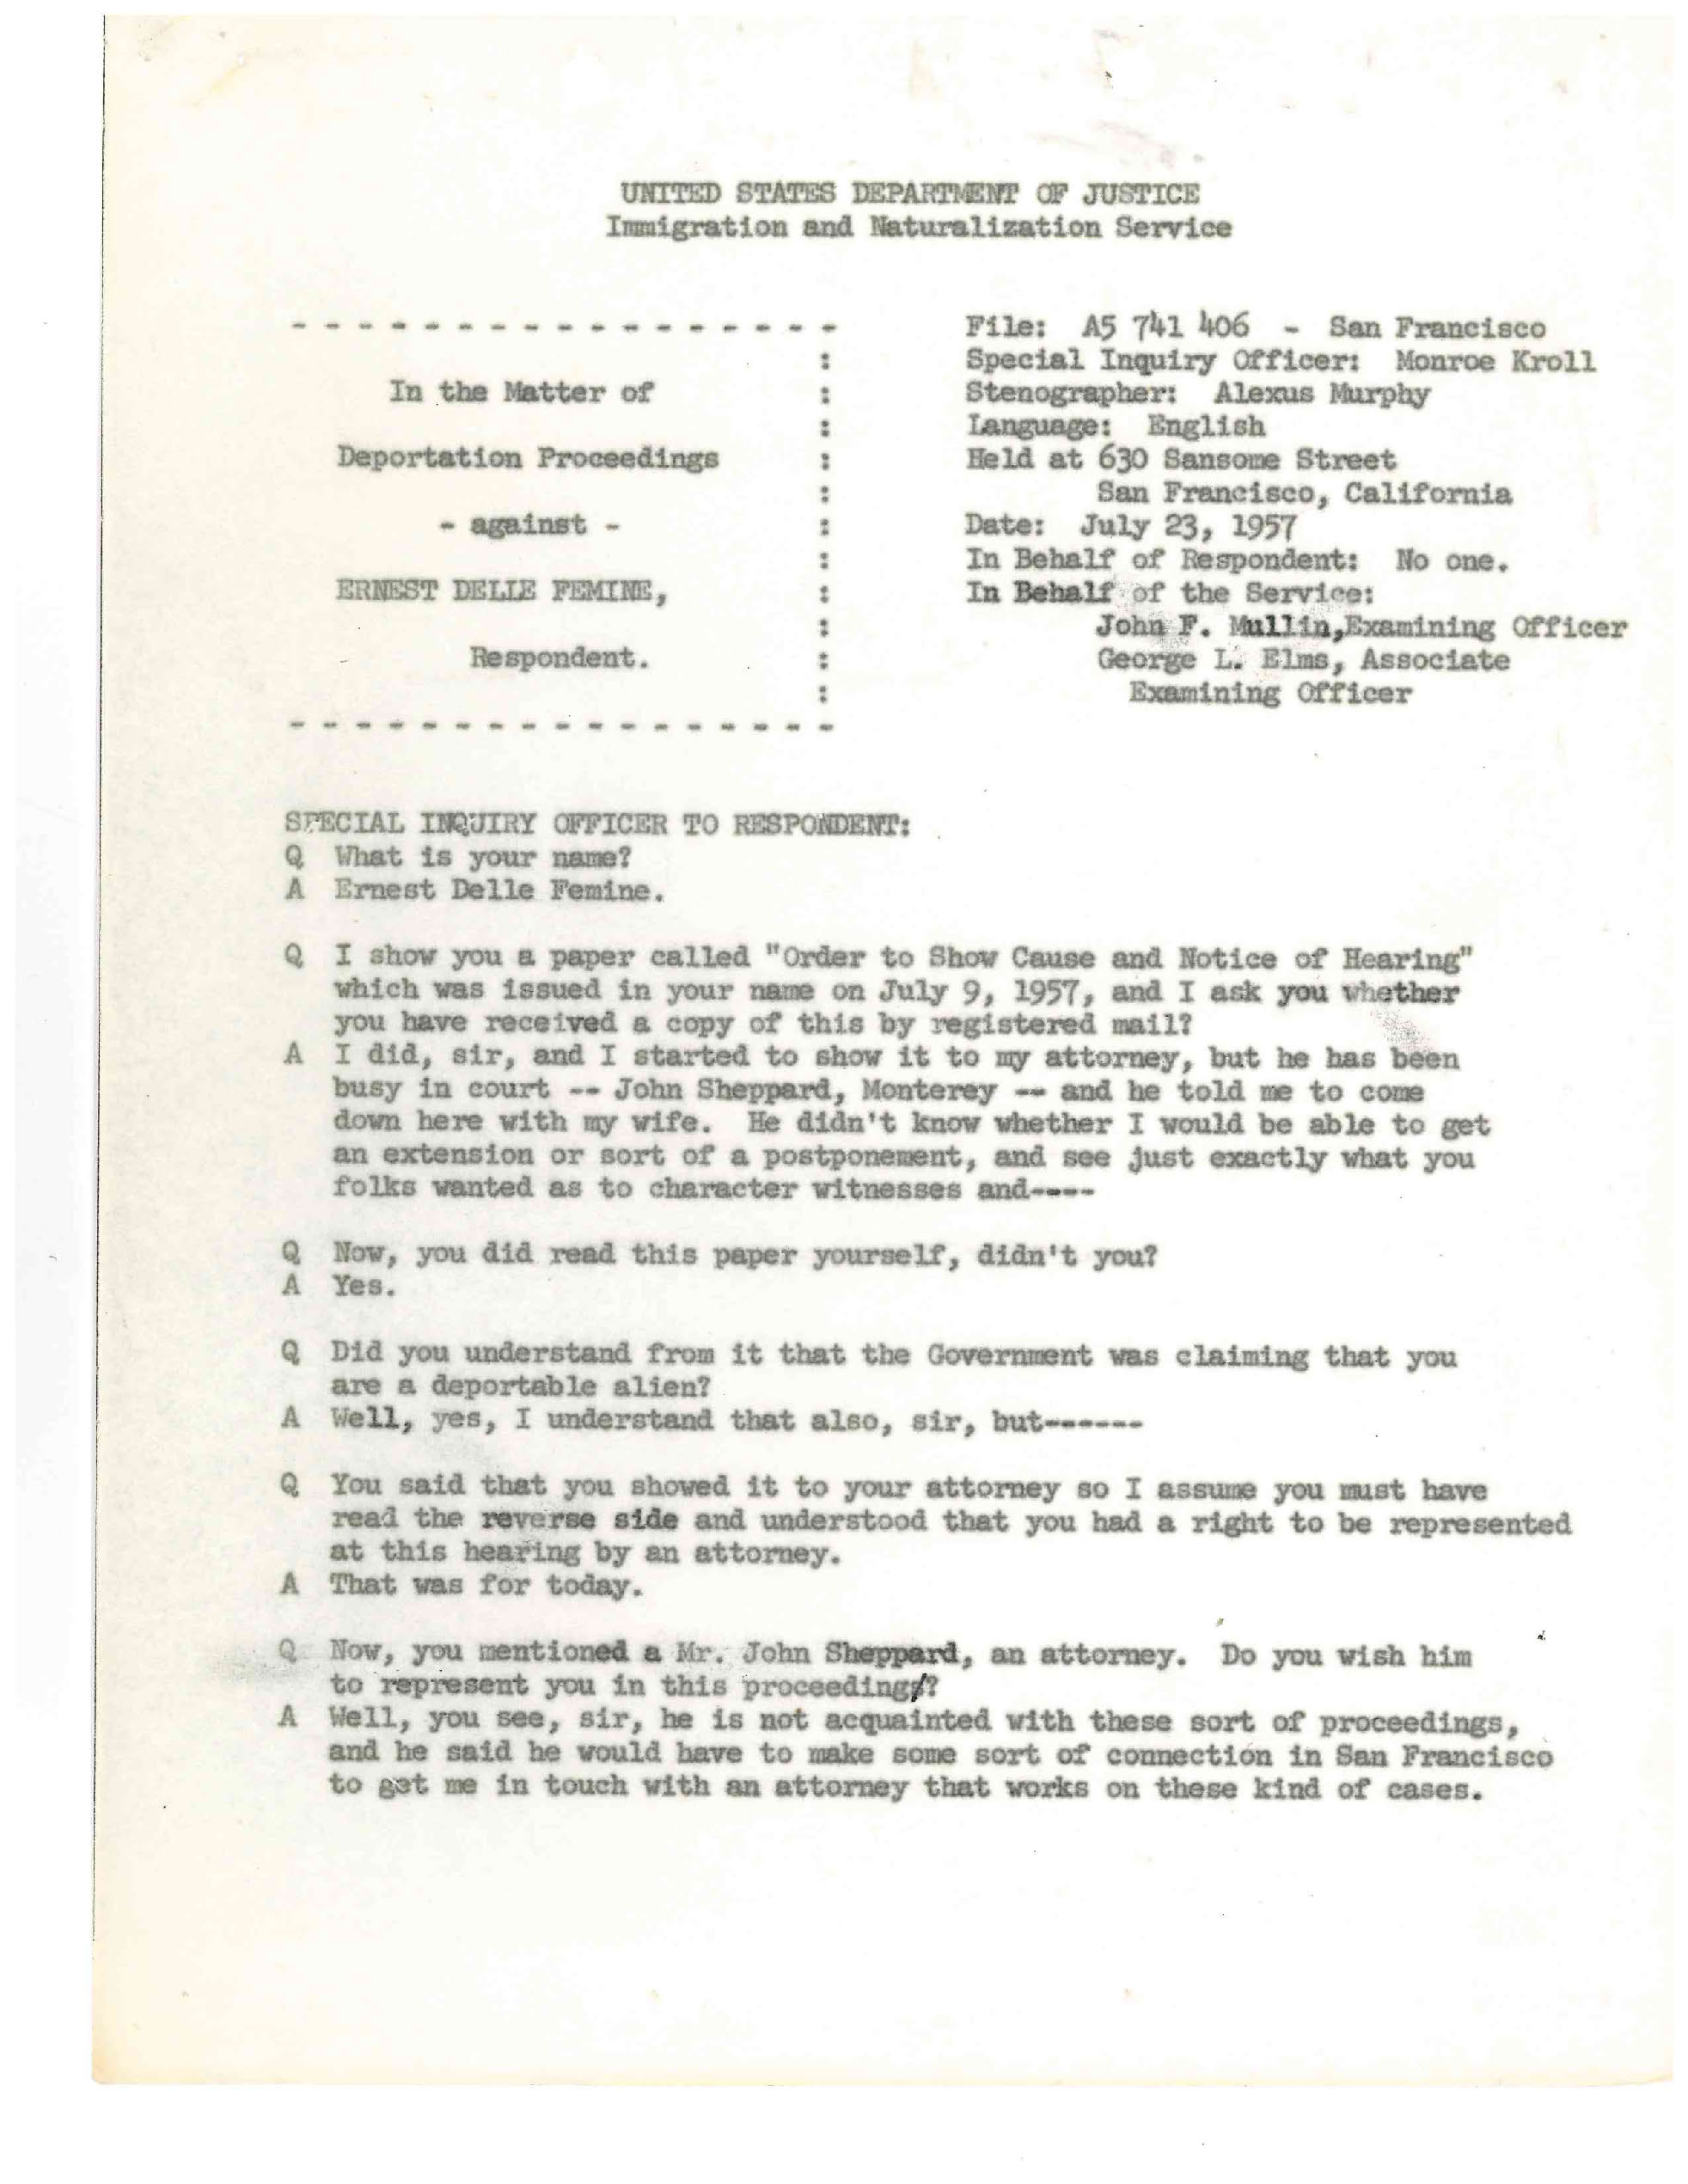 UNITED STATES DEPARTMENT OF JUSTICE
Immigration and Naturalization Service
- - - - - - - - - - - - - - - - -
:
In the Matter of :
:
Deportation Proceedings :
:
- against - :
:
ERNEST DELLE FEMINE, :
:
Respondent. :
:
- - - - - - - - - - - - - - - - -
File: A5 741 406 - San Francisco
Special Inquiry Officer: Monroe Kroll
Stenographer: Alexus Murphy
Language: English
Held at 630 Sansome Street
San Francisco, California
Date: July 23, 1957
In Behalf of Respondent: No one.
In Behalf of the Service:
John F. Mullin,Examining Officer
George L. Elms, Associate
Examining Officer
SPECIAL INQUIRY OFFICER TO RESPONDENT:
Q What is your name?
A Ernest Delle Femine.
Q I show you a paper called "Order to Show Cause and Notice of Hearing"
which was issued in your name on July 9, 1957, and I ask you whether
you have received a copy of this by registered mail?
A I did, sir, and I started to show it to my attorney, but he has been
busy in court -- John Sheppard, Monterey -- and he told me to come
down here with my wife. He didn't know whether I would be able to get
an extension or sort of a postponement, and see just exactly what you
folks wanted as to character witnesses and----
Q Now, you did read this paper yourself, didn't you?
A Yes.
Q Did you understand from it that the Government was claiming that you
are a deportable alien?
A Well, yes, I understand that also, sir, but------
Q You said that you showed it to your attorney so I assume you must have
read the reverse side and understood that you had a right to be represented
at this hearing by an attorney.
A That was for today.
Q Now, you mentioned a Mr. John Sheppard, an attorney. Do you wish him
to represent you in this proceeding?
A Well, you see, sir, he is not acquainted with these sort of proceedings,
and he said he would have to make some sort of connection in San Francisco
to get me in touch with an attorney that works on these kind of cases.